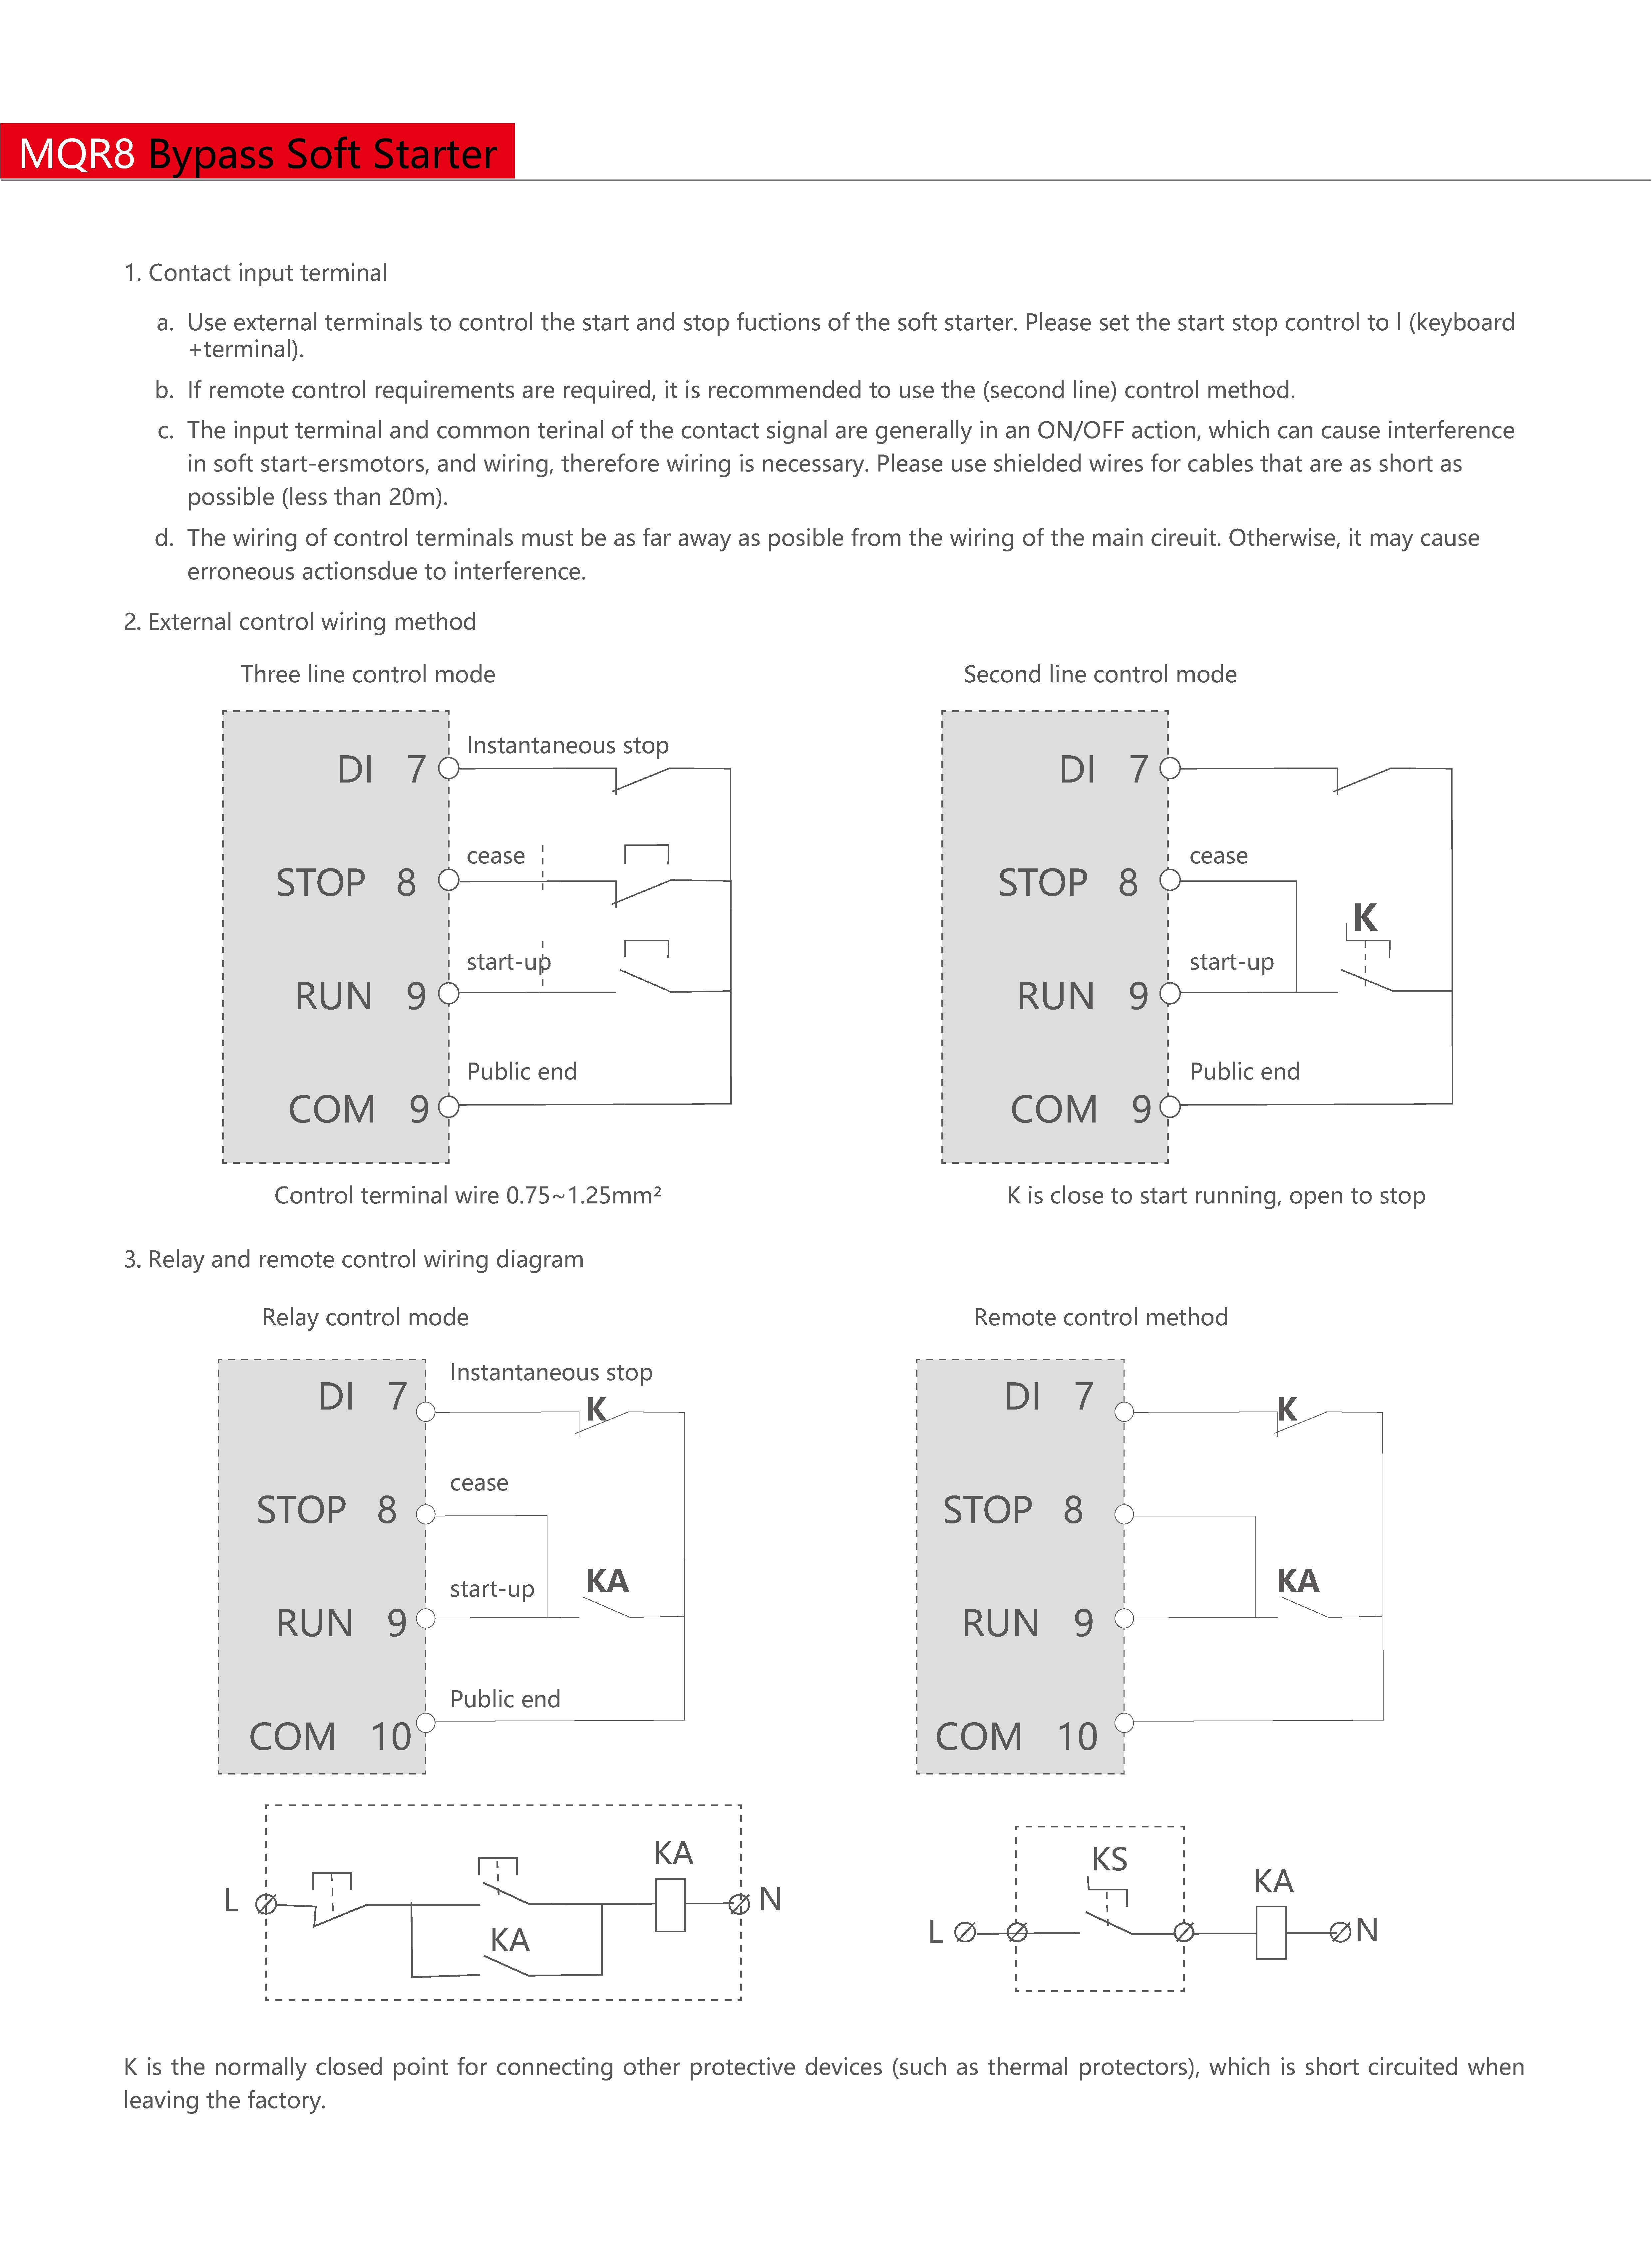 MQR8 Bypass Soft Starter
1. Contact input terminal
a. Use external terminals to control the start and stop fuctions of the soft starter. Please set the start stop control to l (keyboard
+terminal).
b. If remote control requirements are required, it is recommended to use the (second line) control method.
c. The input terminal and common terinal of the contact signal are generally in an ON/OFF action, which can cause interference
in soft start-ersmotors, and wiring, therefore wiring is necessary. Please use shielded wires for cables that are as short as
possible (less than 20m).
d. The wiring of control terminals must be as far away as posible from the wiring of the main cireuit. Otherwise, it may cause
erroneous actionsdue to interference.
2. External control wiring method
Three line control mode
Instantaneous stop
DI 7
cease
STOP 8
start-up
RUN 9
Public end
COM 9
Control terminal wire 0.75~1.25mm²
Second line control mode
DI 7
cease
STOP 8
K
start-up
RUN 9
Public end
COM 9
K is close to start running, open to stop
3. Relay and remote control wiring diagram
Relay control mode
Instantaneous stop
DI 7
K
cease
STOP 8
KA
start-up
RUN 9
Public end
COM 10
KA
L
N
KA
Remote control method
DI 7
K
STOP 8
KA
RUN 9
COM 10
KS
KA
L
N
K is the normally closed point for connecting other protective devices (such as thermal protectors), which is short circuited when
leaving the factory.